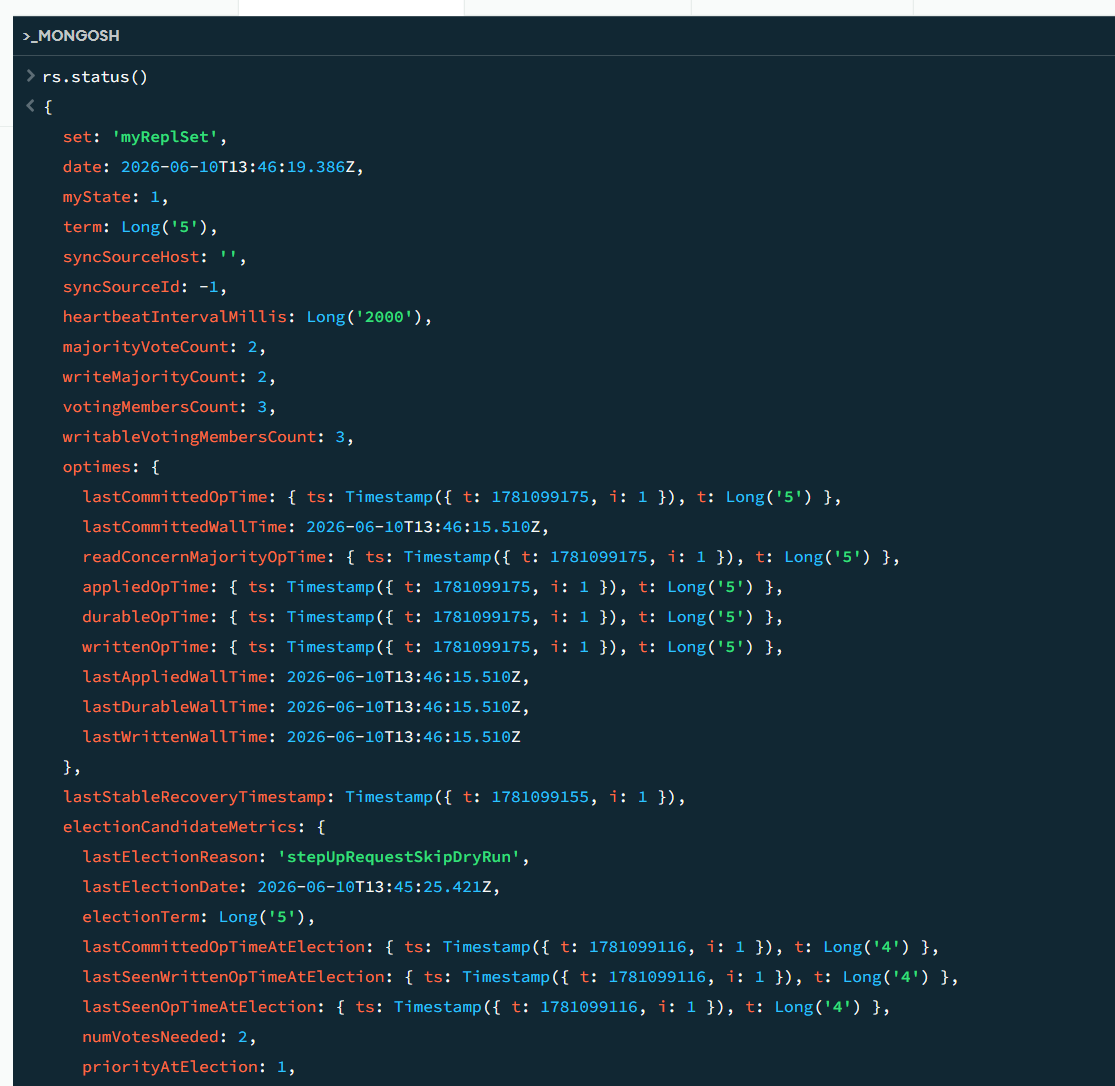 >_MONGOSH
> rs.status()
< {
set: 'myReplSet',
date: 2026-06-10T13:46:19.386Z,
myState: 1,
term: Long('5'),
syncSourceHost: '',
syncSourceId: -1,
heartbeatIntervalMillis: Long('2000'),
majorityVoteCount: 2,
writeMajorityCount: 2,
votingMembersCount: 3,
writableVotingMembersCount: 3,
optimes: {
lastCommittedOpTime: { ts: Timestamp({ t: 1781099175, i: 1 }), t: Long('5') },
lastCommittedWallTime: 2026-06-10T13:46:15.510Z,
readConcernMajorityOpTime: { ts: Timestamp({ t: 1781099175, i: 1 }), t: Long('5') },
appliedOpTime: { ts: Timestamp({ t: 1781099175, i: 1 }), t: Long('5') },
durableOpTime: { ts: Timestamp({ t: 1781099175, i: 1 }), t: Long('5') },
writtenOpTime: { ts: Timestamp({ t: 1781099175, i: 1 }), t: Long('5') },
lastAppliedWallTime: 2026-06-10T13:46:15.510Z,
lastDurableWallTime: 2026-06-10T13:46:15.510Z,
lastWrittenWallTime: 2026-06-10T13:46:15.510Z
},
lastStableRecoveryTimestamp: Timestamp({ t: 1781099155, i: 1 }),
electionCandidateMetrics: {
lastElectionReason: 'stepUpRequestSkipDryRun',
lastElectionDate: 2026-06-10T13:45:25.421Z,
electionTerm: Long('5'),
lastCommittedOpTimeAtElection: { ts: Timestamp({ t: 1781099116, i: 1 }), t: Long('4') },
lastSeenWrittenOpTimeAtElection: { ts: Timestamp({ t: 1781099116, i: 1 }), t: Long('4') },
lastSeenOpTimeAtElection: { ts: Timestamp({ t: 1781099116, i: 1 }), t: Long('4') },
numVotesNeeded: 2,
priorityAtElection: 1,